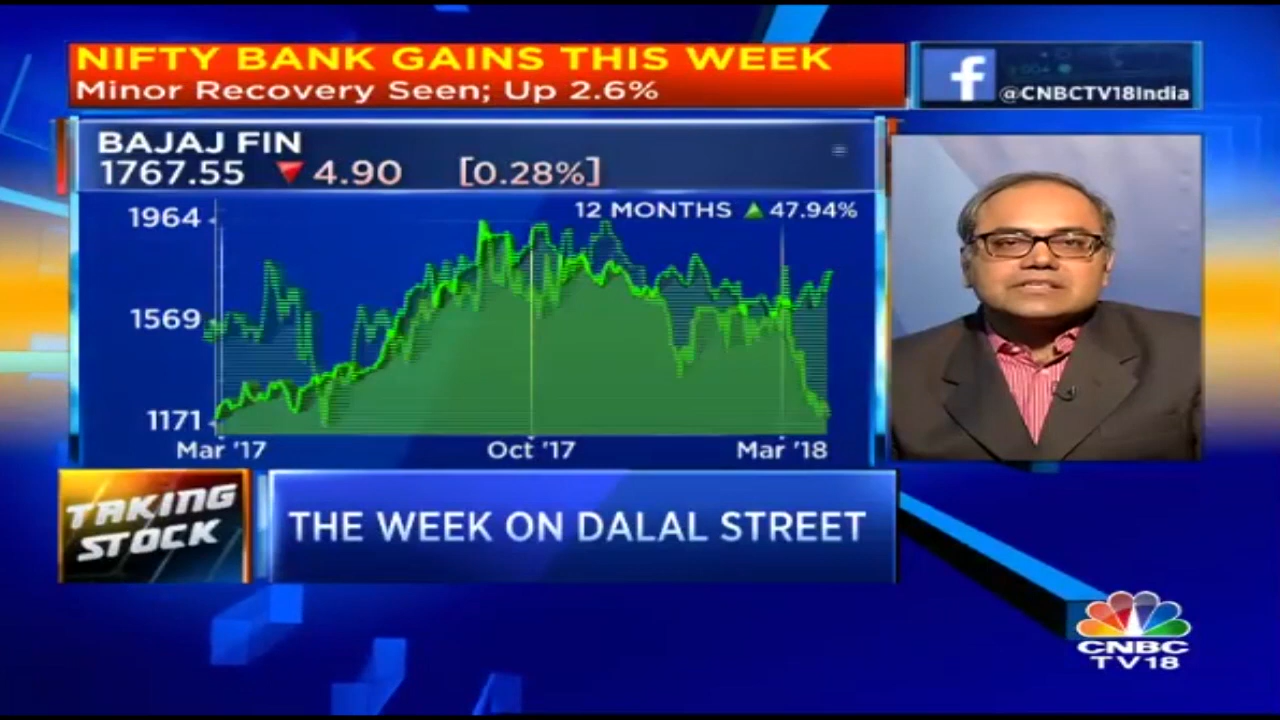 NIFTY BANK GAINS THIS WEEK
Minor Recovery Seen; Up 2.6%
f
@CNBCTV18India
BAJAJ FIN
1767.55 ▼ 4.90 [0.28%]
12 MONTHS ▲ 47.94%
1964
1569
1171
Mar '17 Oct '17 Mar '18
TAKING
STOCK
THE WEEK ON DALAL STREET
CNBC
TV18